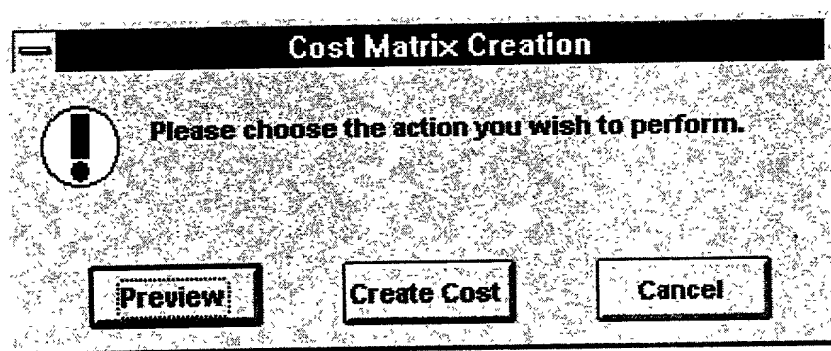 Cost Matrix Creation
Please choose the action you wish to perform.
Preview
Create Cost
Cancel